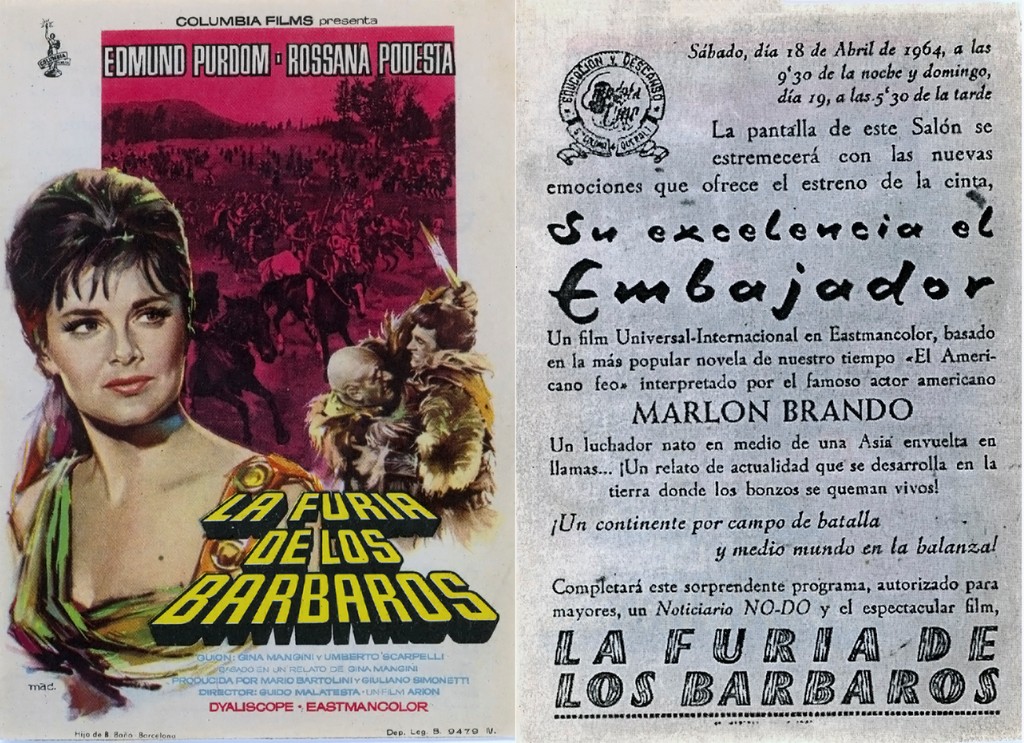 COLUMBIA FILMS presenta
EDMUND PURDOM · ROSSANA PODESTA
LA FURIA
DE LOS
BARBAROS
GUION: GINA MANGINI Y UMBERTO SCARPELLI
BASADO EN UN RELATO DE GINA MANGINI
PRODUCIDA POR MARIO BARTOLINI Y GIULIANO SIMONETTI
DIRECTOR: GUIDO MALATESTA · UN FILM ARION
DYALISCOPE · EASTMANCOLOR
mac.
Hijo de B. Baño - Barcelona
Dep. Leg. B. 9479 IV.
EDUCACION Y DESCANSO
Sábado, día 18 de Abril de 1964, a las
9'30 de la noche y domingo,
día 19, a las 5'30 de la tarde
La pantalla de este Salón se
estremecerá con las nuevas
emociones que ofrece el estreno de la cinta,
Su excelencia el
Embajador
Un film Universal-Internacional en Eastmancolor, basado
en la más popular novela de nuestro tiempo «El Ameri-
cano feo» interpretado por el famoso actor americano
MARLON BRANDO
Un luchador nato en medio de una Asia envuelta en
llamas... ¡Un relato de actualidad que se desarrolla en la
tierra donde los bonzos se queman vivos!
¡Un continente por campo de batalla
y medio mundo en la balanza!
Completará este sorprendente programa, autorizado para
mayores, un Noticiario NO-DO y el espectacular film,
LA FURIA DE
LOS BARBAROS